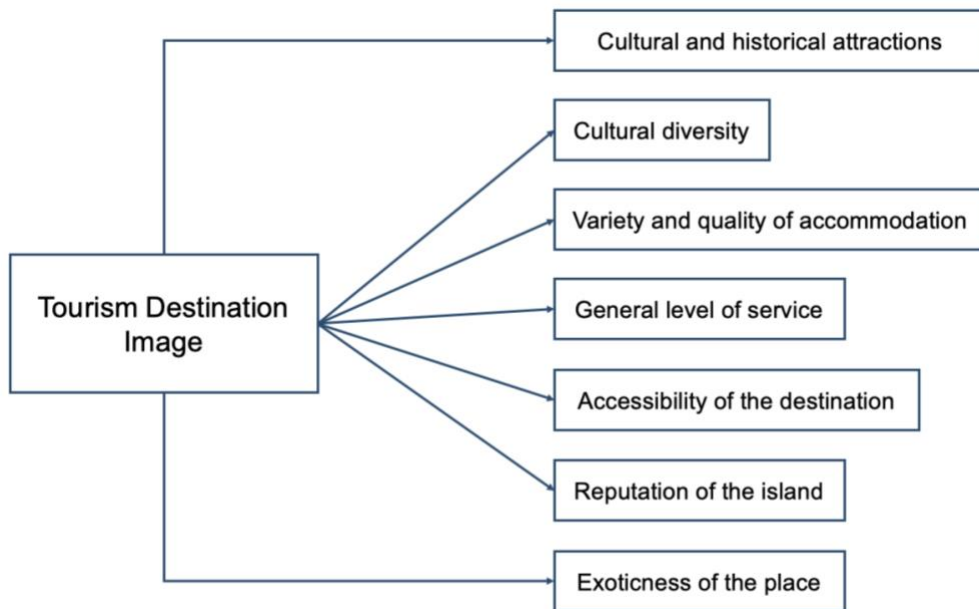 Cultural and historical attractions
Cultural diversity
Variety and quality of accommodation
Tourism Destination
Image
General level of service
Accessibility of the destination
Reputation of the island
Exoticness of the place